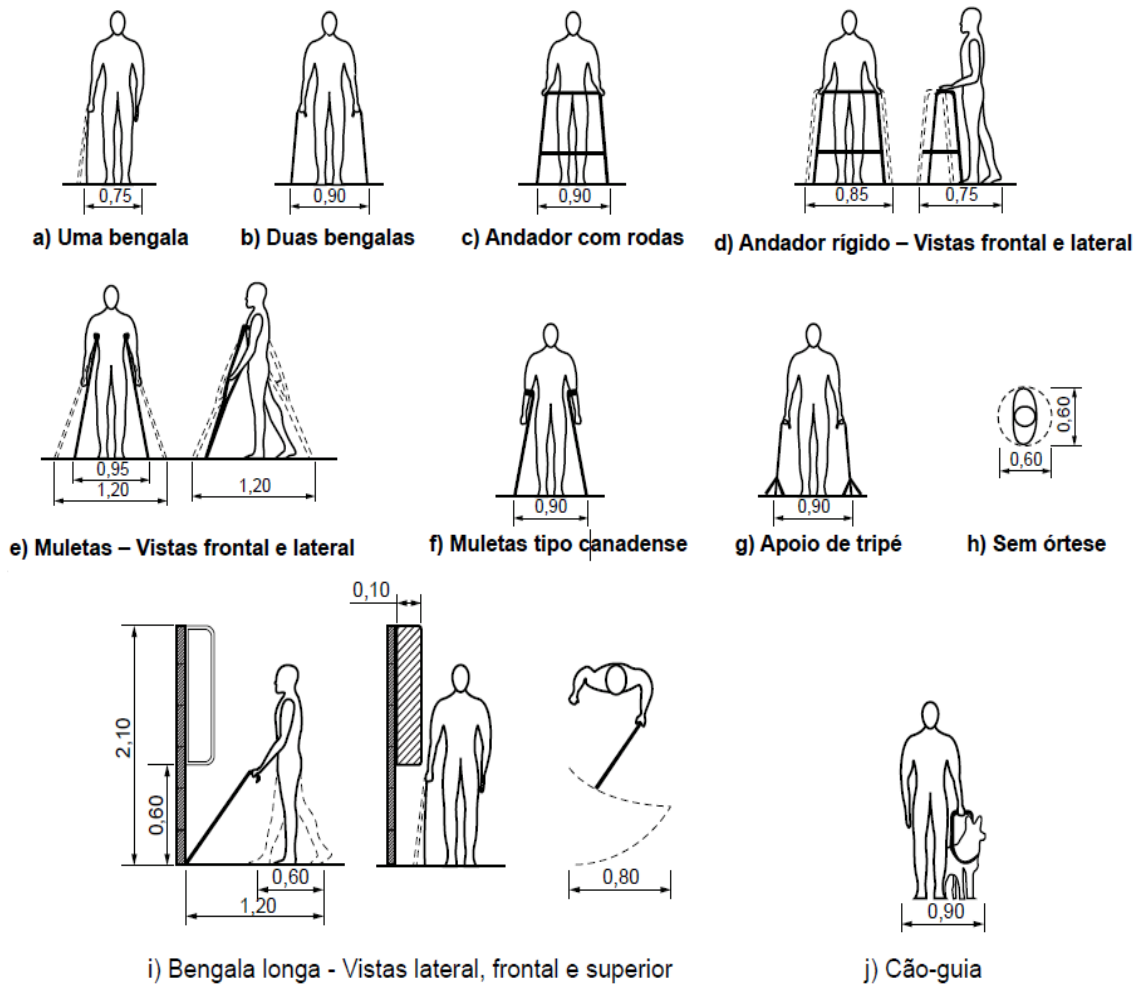 0,75
0,90
0,90
0,85
0,75
a) Uma bengala
b) Duas bengalas
c) Andador com rodas
d) Andador rígido – Vistas frontal e lateral
0,95
1,20
1,20
0,90
0,90
0,60
0,60
e) Muletas – Vistas frontal e lateral
f) Muletas tipo canadense
g) Apoio de tripé
h) Sem órtese
0,10
2,10
0,60
0,60
1,20
0,80
0,90
i) Bengala longa - Vistas lateral, frontal e superior
j) Cão-guia